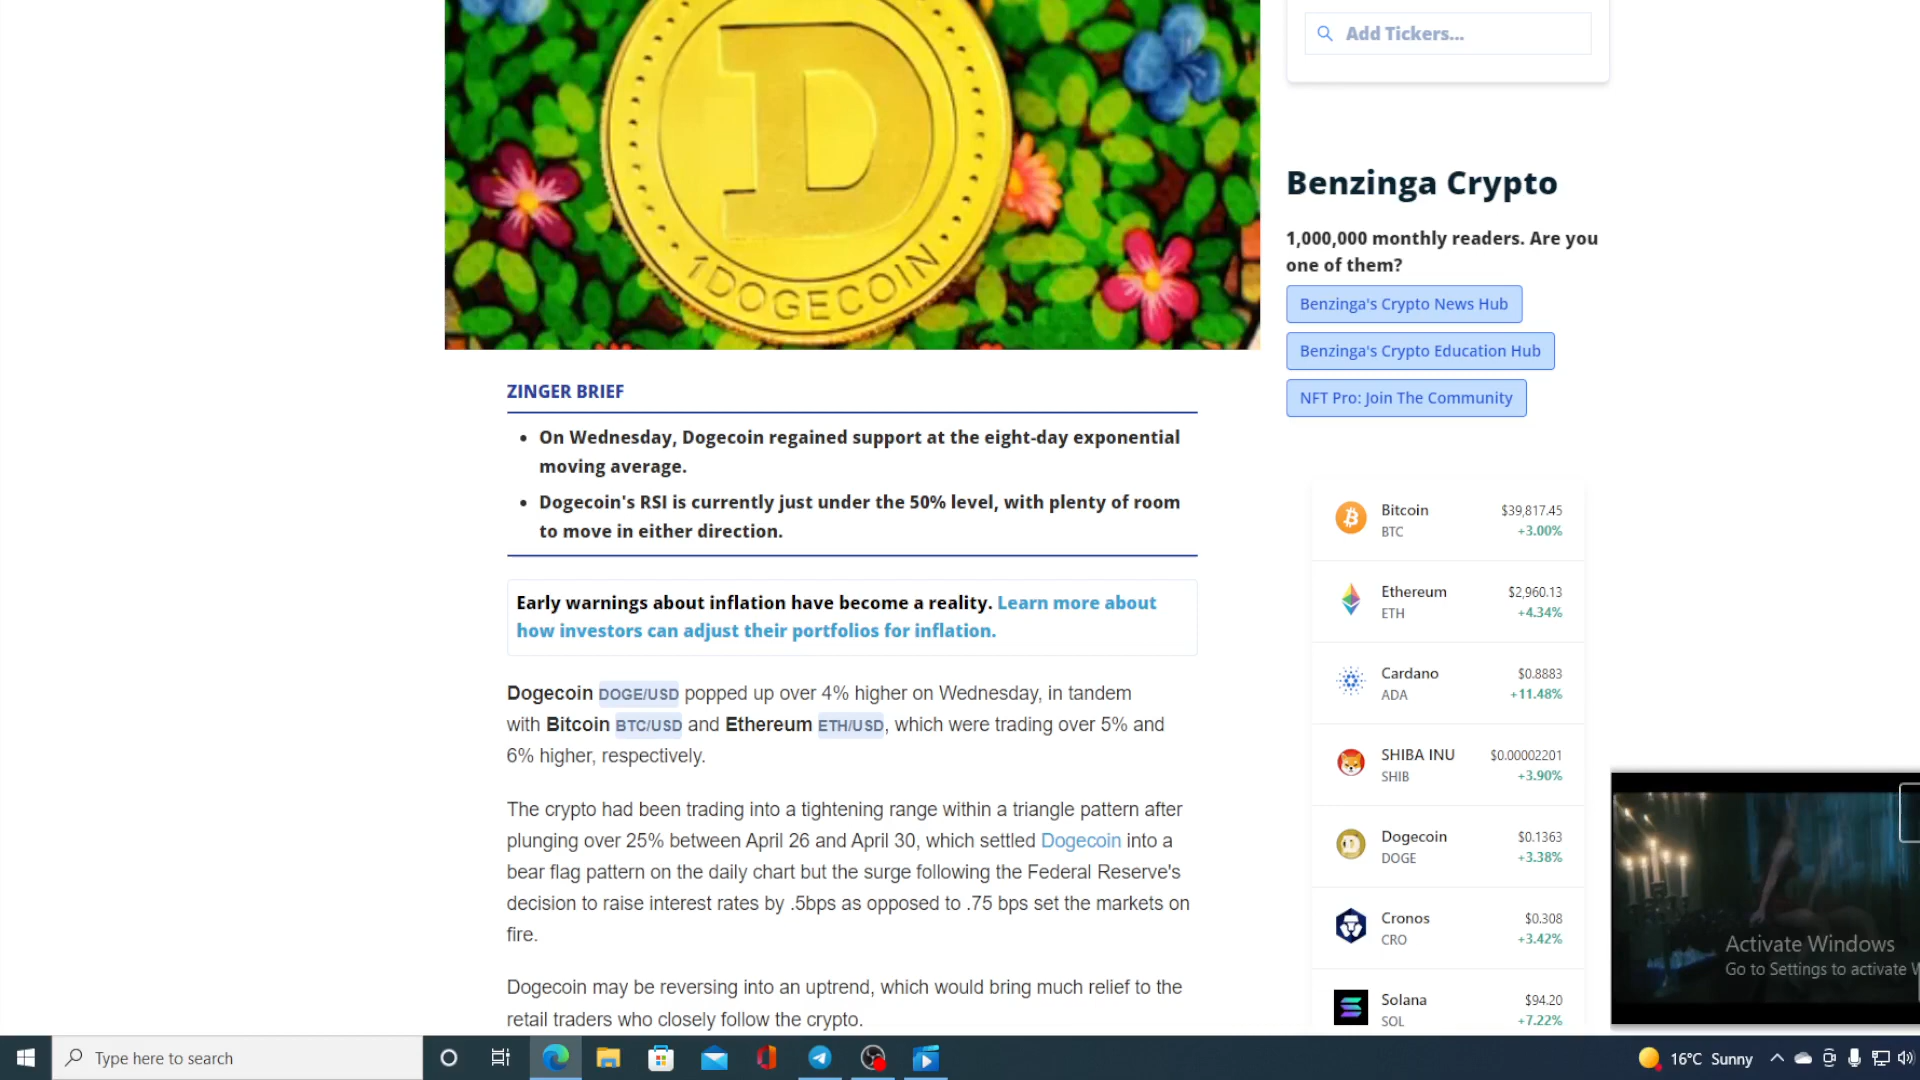 D
1DOGECOIN
Add Tickers...
Benzinga Crypto
1,000,000 monthly readers. Are you
one of them?
Benzinga's Crypto News Hub
Benzinga's Crypto Education Hub
NFT Pro: Join The Community
ZINGER BRIEF
• On Wednesday, Dogecoin regained support at the eight-day exponential
moving average.
• Dogecoin's RSI is currently just under the 50% level, with plenty of room
to move in either direction.
Early warnings about inflation have become a reality. Learn more about
how investors can adjust their portfolios for inflation.
Dogecoin DOGE/USD popped up over 4% higher on Wednesday, in tandem
with Bitcoin BTC/USD and Ethereum ETH/USD, which were trading over 5% and
6% higher, respectively.
The crypto had been trading into a tightening range within a triangle pattern after
plunging over 25% between April 26 and April 30, which settled Dogecoin into a
bear flag pattern on the daily chart but the surge following the Federal Reserve's
decision to raise interest rates by .5bps as opposed to .75 bps set the markets on
fire.
Dogecoin may be reversing into an uptrend, which would bring much relief to the
retail traders who closely follow the crypto.
Bitcoin $39,817.45
BTC +3.00%
Ethereum $2,960.13
ETH +4.34%
Cardano $0.8883
ADA +11.48%
SHIBA INU $0.00002201
SHIB +3.90%
Dogecoin $0.1363
DOGE +3.38%
Cronos $0.308
CRO +3.42%
Solana $94.20
SOL +7.22%
Activate Windows
Go to Settings to activate
Type here to search
16°C Sunny